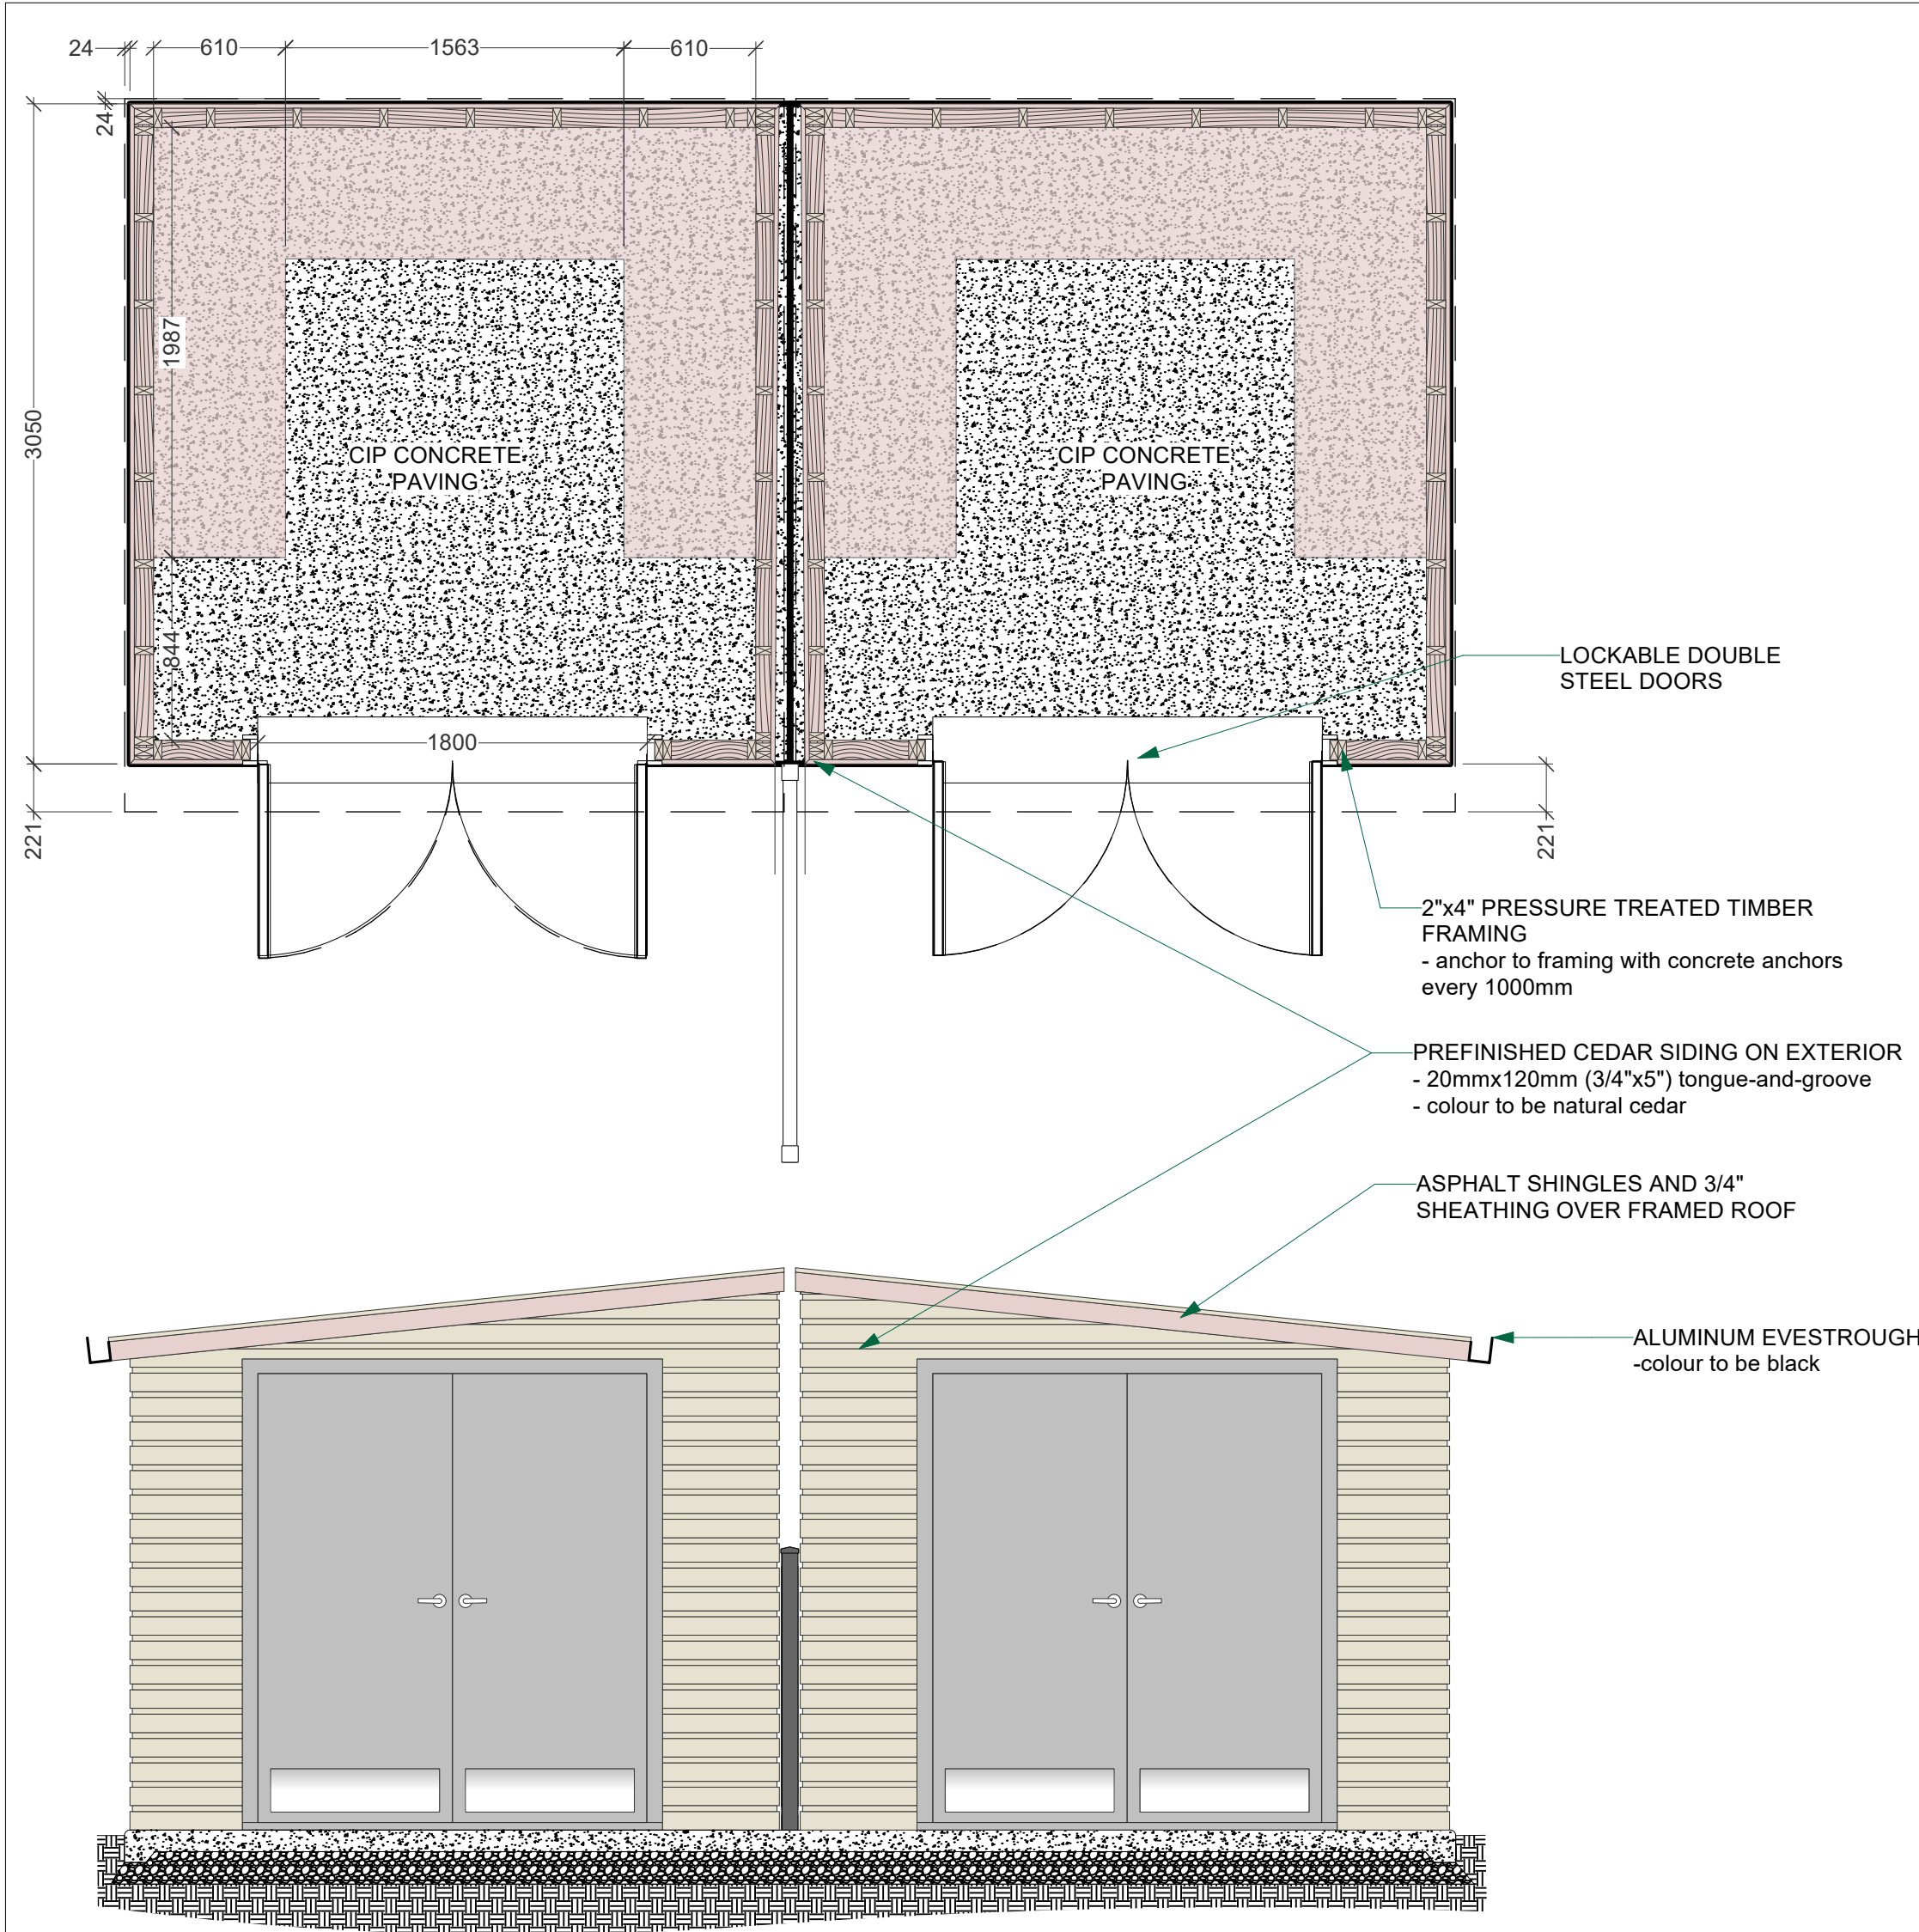 24
610
1563
610
24
3050
1987
844
1800
221
221
CIP CONCRETE
PAVING
CIP CONCRETE
PAVING
LOCKABLE DOUBLE
STEEL DOORS
2"x4" PRESSURE TREATED TIMBER
FRAMING
- anchor to framing with concrete anchors
every 1000mm
PREFINISHED CEDAR SIDING ON EXTERIOR
- 20mmx120mm (3/4"x5") tongue-and-groove
- colour to be natural cedar
ASPHALT SHINGLES AND 3/4"
SHEATHING OVER FRAMED ROOF
ALUMINUM EVESTROUGH
-colour to be black